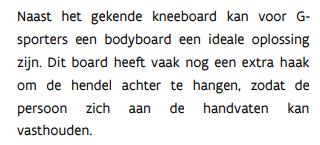 Naast het gekende kneeboard kan voor G-
sporters een bodyboard een ideale oplossing
zijn. Dit board heeft vaak nog een extra haak
om de hendel achter te hangen, zodat de
persoon zich aan de handvaten kan
vasthouden.